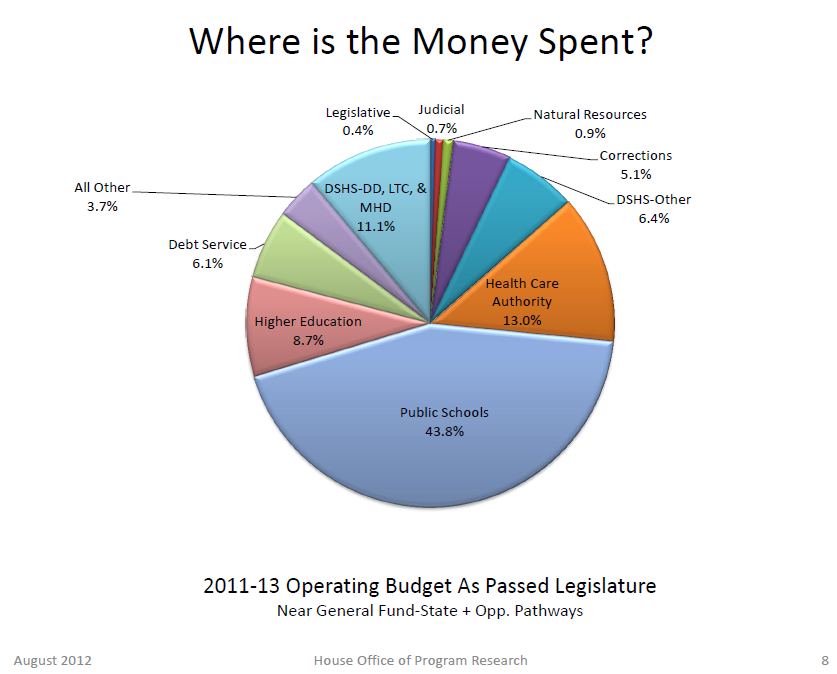 Where is the Money Spent?
Legislative
0.4%
Judicial
0.7%
Natural Resources
0.9%
Corrections
5.1%
DSHS-Other
6.4%
Health Care
Authority
13.0%
Public Schools
43.8%
Higher Education
8.7%
Debt Service
6.1%
All Other
3.7%
DSHS-DD, LTC, &
MHD
11.1%
2011-13 Operating Budget As Passed Legislature
Near General Fund-State + Opp. Pathways
August 2012
House Office of Program Research
8